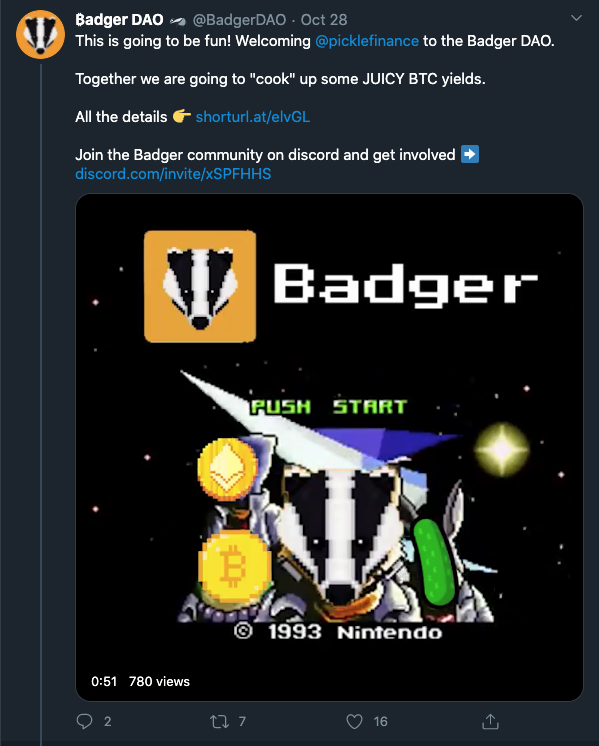 ₿adger DAO 🦡 @BadgerDAO · Oct 28
This is going to be fun! Welcoming @picklefinance to the Badger DAO.
Together we are going to "cook" up some JUICY BTC yields.
All the details 👉 shorturl.at/elvGL
Join the Badger community on discord and get involved ➡️
discord.com/invite/xSPFHHS
Badger
PUSH START
© 1993 Nintendo
0:51 780 views
2 7 16